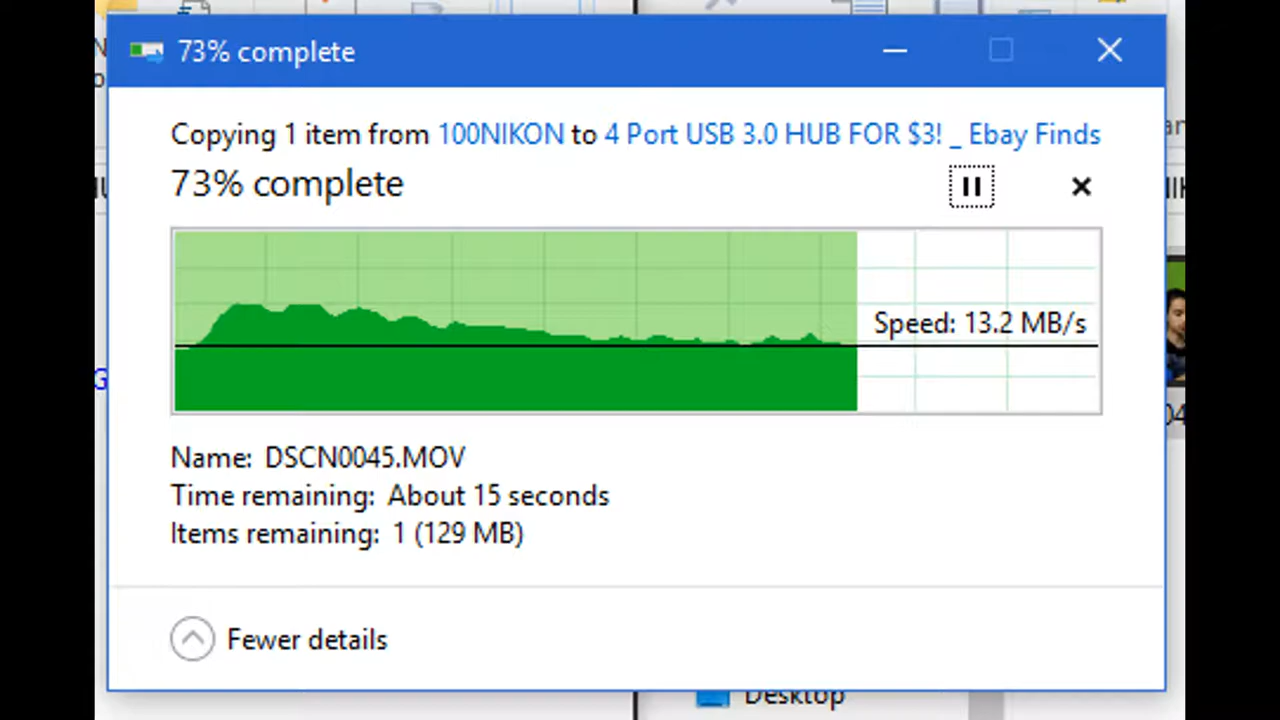 73% complete
Copying 1 item from 100NIKON to 4 Port USB 3.0 HUB FOR $3! _ Ebay Finds
73% complete
Speed: 13.2 MB/s
Name: DSCN0045.MOV
Time remaining: About 15 seconds
Items remaining: 1 (129 MB)
Fewer details
Desktop